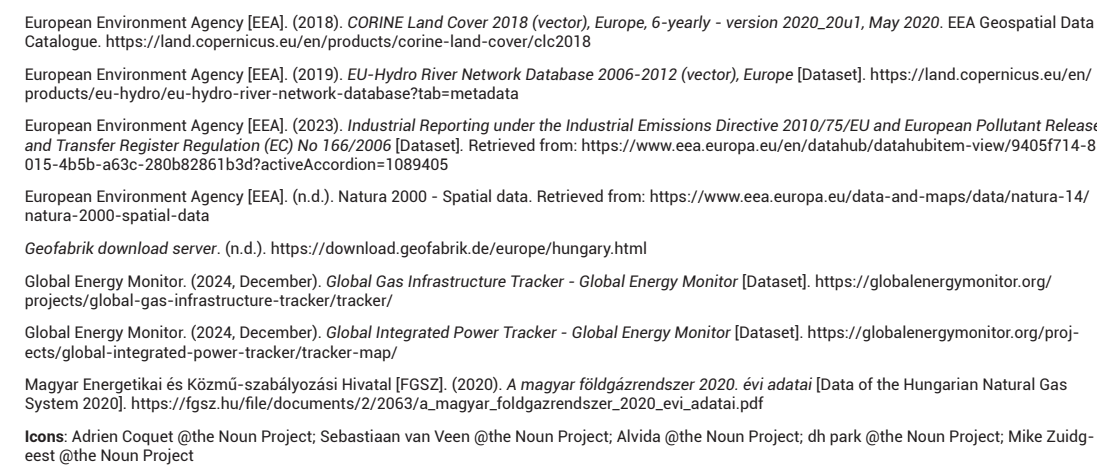 European Environment Agency [EEA]. (2018). CORINE Land Cover 2018 (vector), Europe, 6-yearly - version 2020_20u1, May 2020. EEA Geospatial Data
Catalogue. https://land.copernicus.eu/en/products/corine-land-cover/clc2018
European Environment Agency [EEA]. (2019). EU-Hydro River Network Database 2006-2012 (vector), Europe [Dataset]. https://land.copernicus.eu/en/
products/eu-hydro/eu-hydro-river-network-database?tab=metadata
European Environment Agency [EEA]. (2023). Industrial Reporting under the Industrial Emissions Directive 2010/75/EU and European Pollutant Release
and Transfer Register Regulation (EC) No 166/2006 [Dataset]. Retrieved from: https://www.eea.europa.eu/en/datahub/datahubitem-view/9405f714-8
015-4b5b-a63c-280b82861b3d?activeAccordion=1089405
European Environment Agency [EEA]. (n.d.). Natura 2000 - Spatial data. Retrieved from: https://www.eea.europa.eu/data-and-maps/data/natura-14/
natura-2000-spatial-data
Geofabrik download server. (n.d.). https://download.geofabrik.de/europe/hungary.html
Global Energy Monitor. (2024, December). Global Gas Infrastructure Tracker - Global Energy Monitor [Dataset]. https://globalenergymonitor.org/
projects/global-gas-infrastructure-tracker/tracker/
Global Energy Monitor. (2024, December). Global Integrated Power Tracker - Global Energy Monitor [Dataset]. https://globalenergymonitor.org/proj-
ects/global-integrated-power-tracker/tracker-map/
Magyar Energetikai és Közmű-szabályozási Hivatal [FGSZ]. (2020). A magyar földgázrendszer 2020. évi adatai [Data of the Hungarian Natural Gas
System 2020]. https://fgsz.hu/file/documents/2/2063/a_magyar_foldgazrendszer_2020_evi_adatai.pdf
Icons: Adrien Coquet @the Noun Project; Sebastiaan van Veen @the Noun Project; Alvida @the Noun Project; dh park @the Noun Project; Mike Zuidg-
eest @the Noun Project